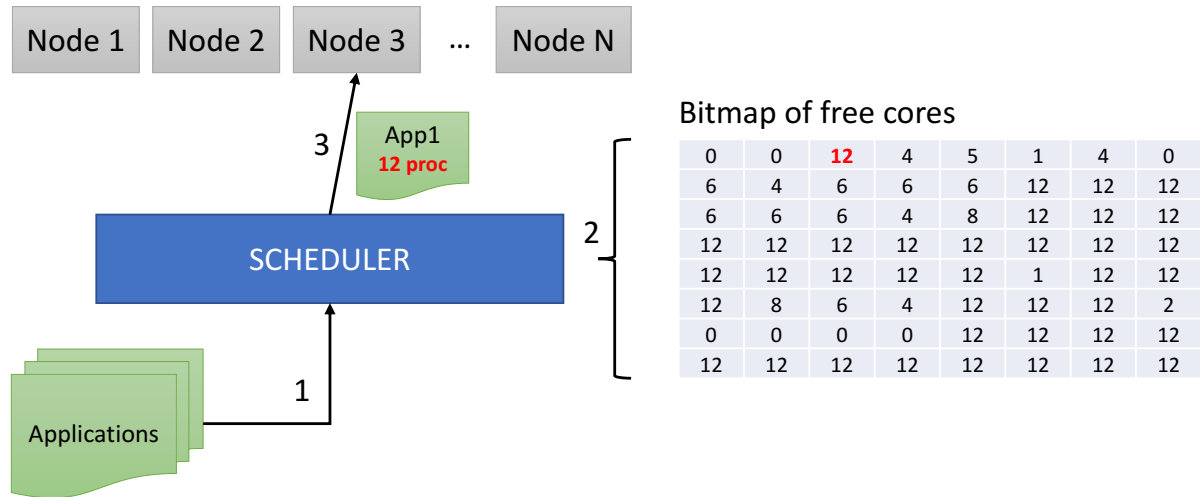 Node 1 Node 2 Node 3 ... Node N
3
App1
12 proc
Bitmap of free cores
2
SCHEDULER
0 0 12 4 5 1 4 0
6 4 6 6 6 12 12 12
6 6 6 4 8 12 12 12
12 12 12 12 12 12 12 12
12 12 12 12 12 1 12 12
12 8 6 4 12 12 12 2
0 0 0 0 12 12 12 12
12 12 12 12 12 12 12 12
1
Applications